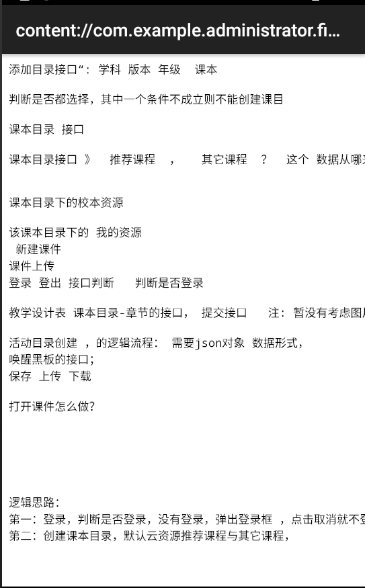 content://com.example.administrator.fi...
添加目录接口“: 学科 版本 年级  课本
判断是否都选择，其中一个条件不成立则不能创建课目
课本目录 接口
课本目录接口 》  推荐课程  ，  其它课程  ？  这个 数据从哪
课本目录下的校本资源
该课本目录下的 我的资源
新建课件
课件上传
登录 登出 接口判断  判断是否登录
教学设计表 课本目录-章节的接口， 提交接口  注: 暂没有考虑图
活动目录创建 ，的逻辑流程： 需要json对象 数据形式，
唤醒黑板的接口；
保存 上传 下载
打开课件怎么做？
逻辑思路：
第一：登录，判断是否登录，没有登录，弹出登录框 ，点击取消就不
第二：创建课本目录，默认云资源推荐课程与其它课程，